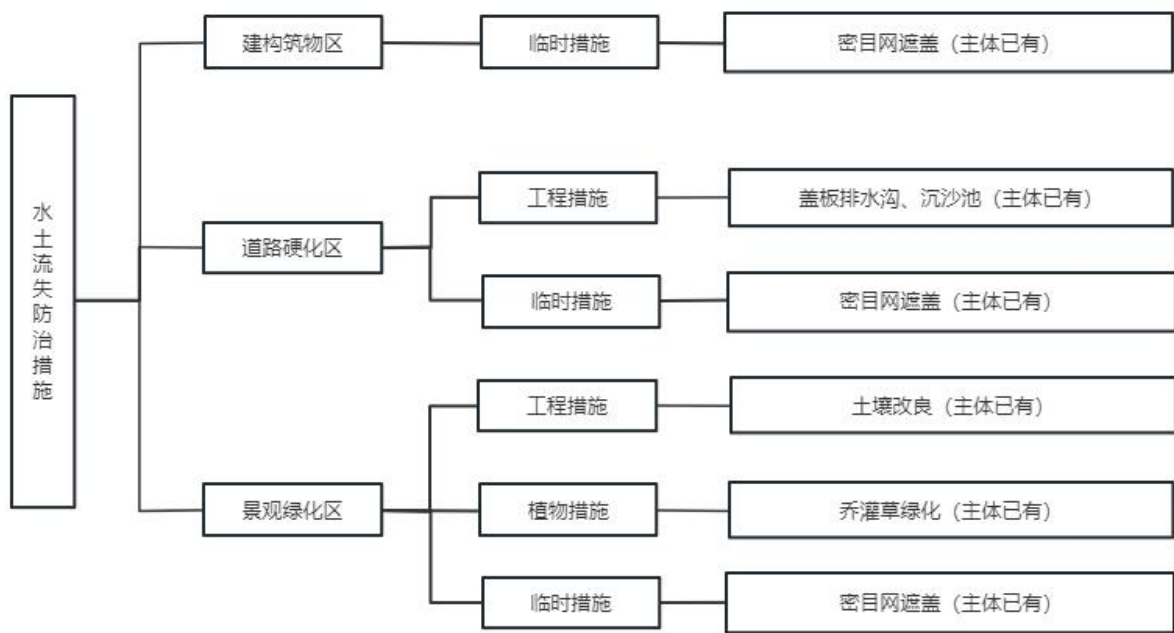 水土流失防治措施
建构筑物区
临时措施
密目网遮盖（主体已有）
道路硬化区
工程措施
盖板排水沟、沉沙池（主体已有）
临时措施
密目网遮盖（主体已有）
景观绿化区
工程措施
土壤改良（主体已有）
植物措施
乔灌草绿化（主体已有）
临时措施
密目网遮盖（主体已有）